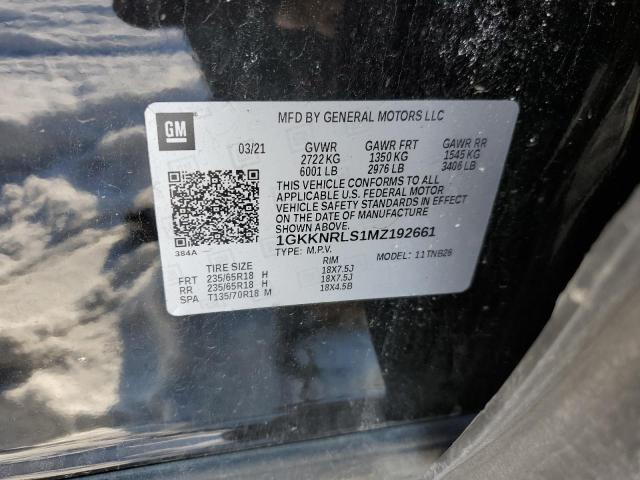 MFD BY GENERAL MOTORS LLC
GM
03/21 GVWR GAWR FRT GAWR RR
2722 KG 1350 KG 1545 KG
6001 LB 2976 LB 3406 LB
THIS VEHICLE CONFORMS TO ALL
APPLICABLE U.S. FEDERAL MOTOR
VEHICLE SAFETY STANDARDS IN EFFECT
ON THE DATE OF MANUFACTURE
SHOWN ABOVE.
1GKKNRLS1MZ192661
384A
TYPE: M.P.V. MODEL: 11TNB26
TIRE SIZE RIM
FRT 235/65R18 H 18X7.5J
RR 235/65R18 H 18X7.5J
SPA T135/70R18 M 18X4.5B